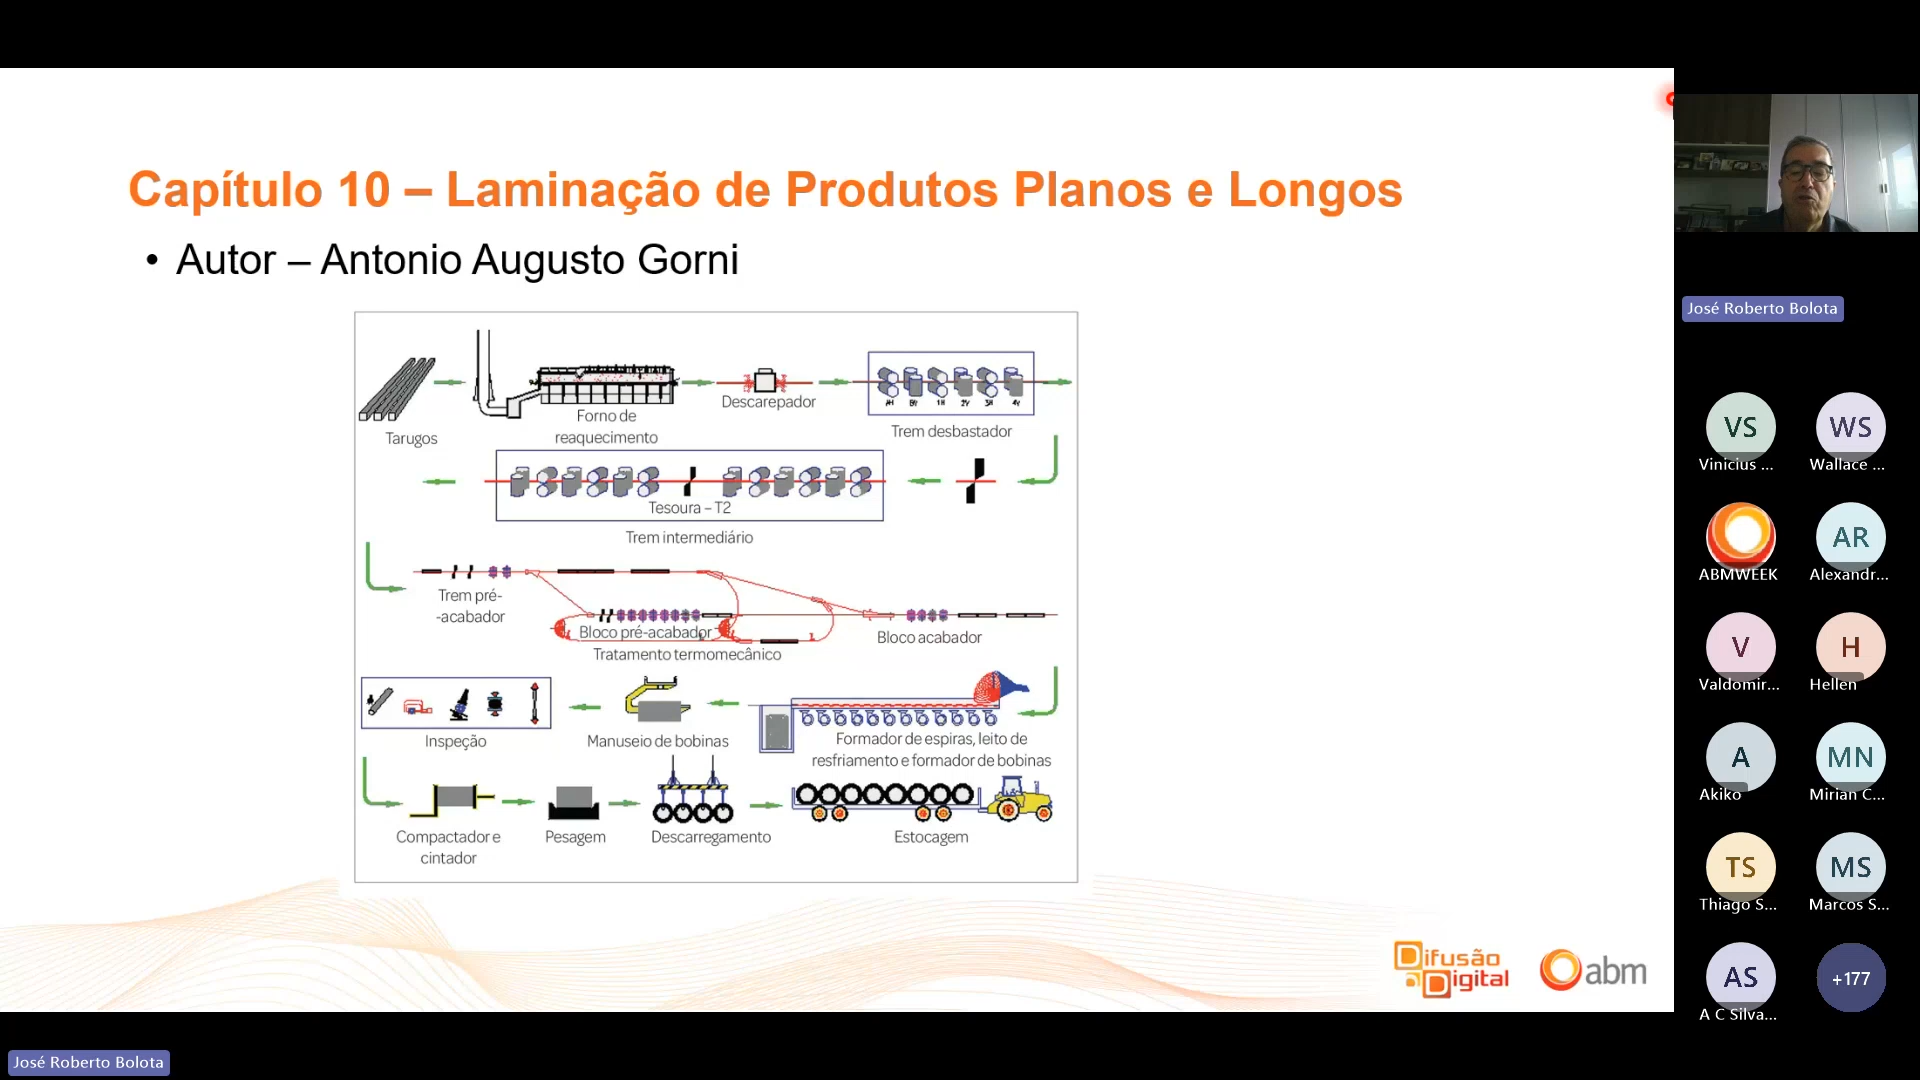 Capítulo 10 – Laminação de Produtos Planos e Longos
• Autor – Antonio Augusto Gorni
Tarugos
Forno de
reaquecimento
Descarepador
Trem desbastador
1H
2V
3H
4V
Tesoura – T2
Trem intermediário
Trem pré-
-acabador
Bloco pré-acabador
Tratamento termomecânico
Bloco acabador
Inspeção
Manuseio de bobinas
Formador de espiras, leito de
resfriamento e formador de bobinas
Compactador e
cintador
Pesagem
Descarregamento
Estocagem
Difusão
Digital
abm
José Roberto Bolota
VS
Vinicius ...
WS
Wallace ...
ABMWEEK
AR
Alexandr...
V
Valdomir...
H
Hellen
A
Akiko
MN
Mirian C...
TS
Thiago S...
MS
Marcos S...
AS
A C Silva...
+177
José Roberto Bolota